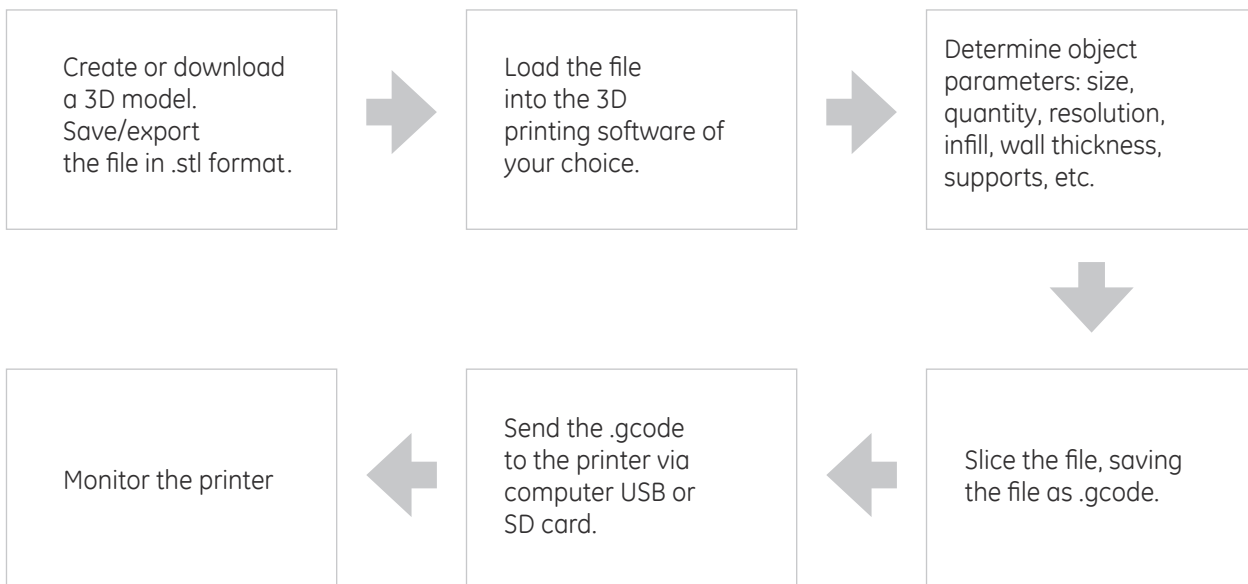 Create or download
a 3D model.
Save/export
the file in .stl format.
Load the file
into the 3D
printing software of
your choice.
Determine object
parameters: size,
quantity, resolution,
infill, wall thickness,
supports, etc.
Slice the file, saving
the file as .gcode.
Send the .gcode
to the printer via
computer USB or
SD card.
Monitor the printer